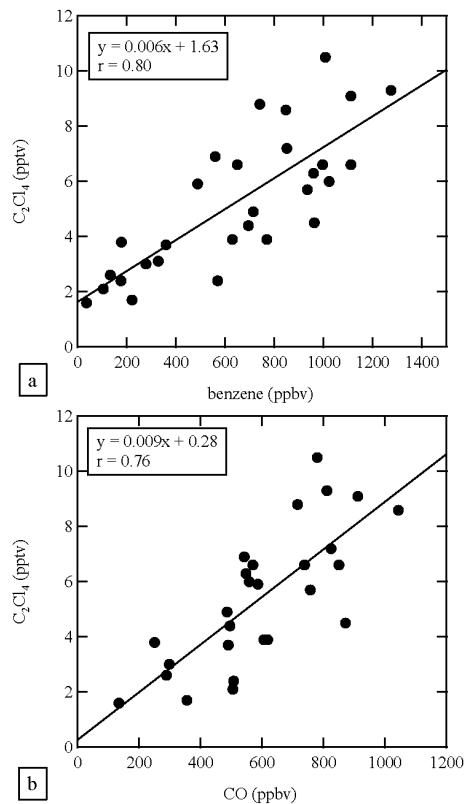 12
y = 0.006x + 1.63
r = 0.80
10
8
6
4
2
0
C₂Cl₄ (pptv)
0 200 400 600 800 1000 1200 1400
a
benzene (ppbv)
12
y = 0.009x + 0.28
r = 0.76
10
8
6
4
2
0
C₂Cl₄ (pptv)
0 200 400 600 800 1000 1200
b
CO (ppbv)